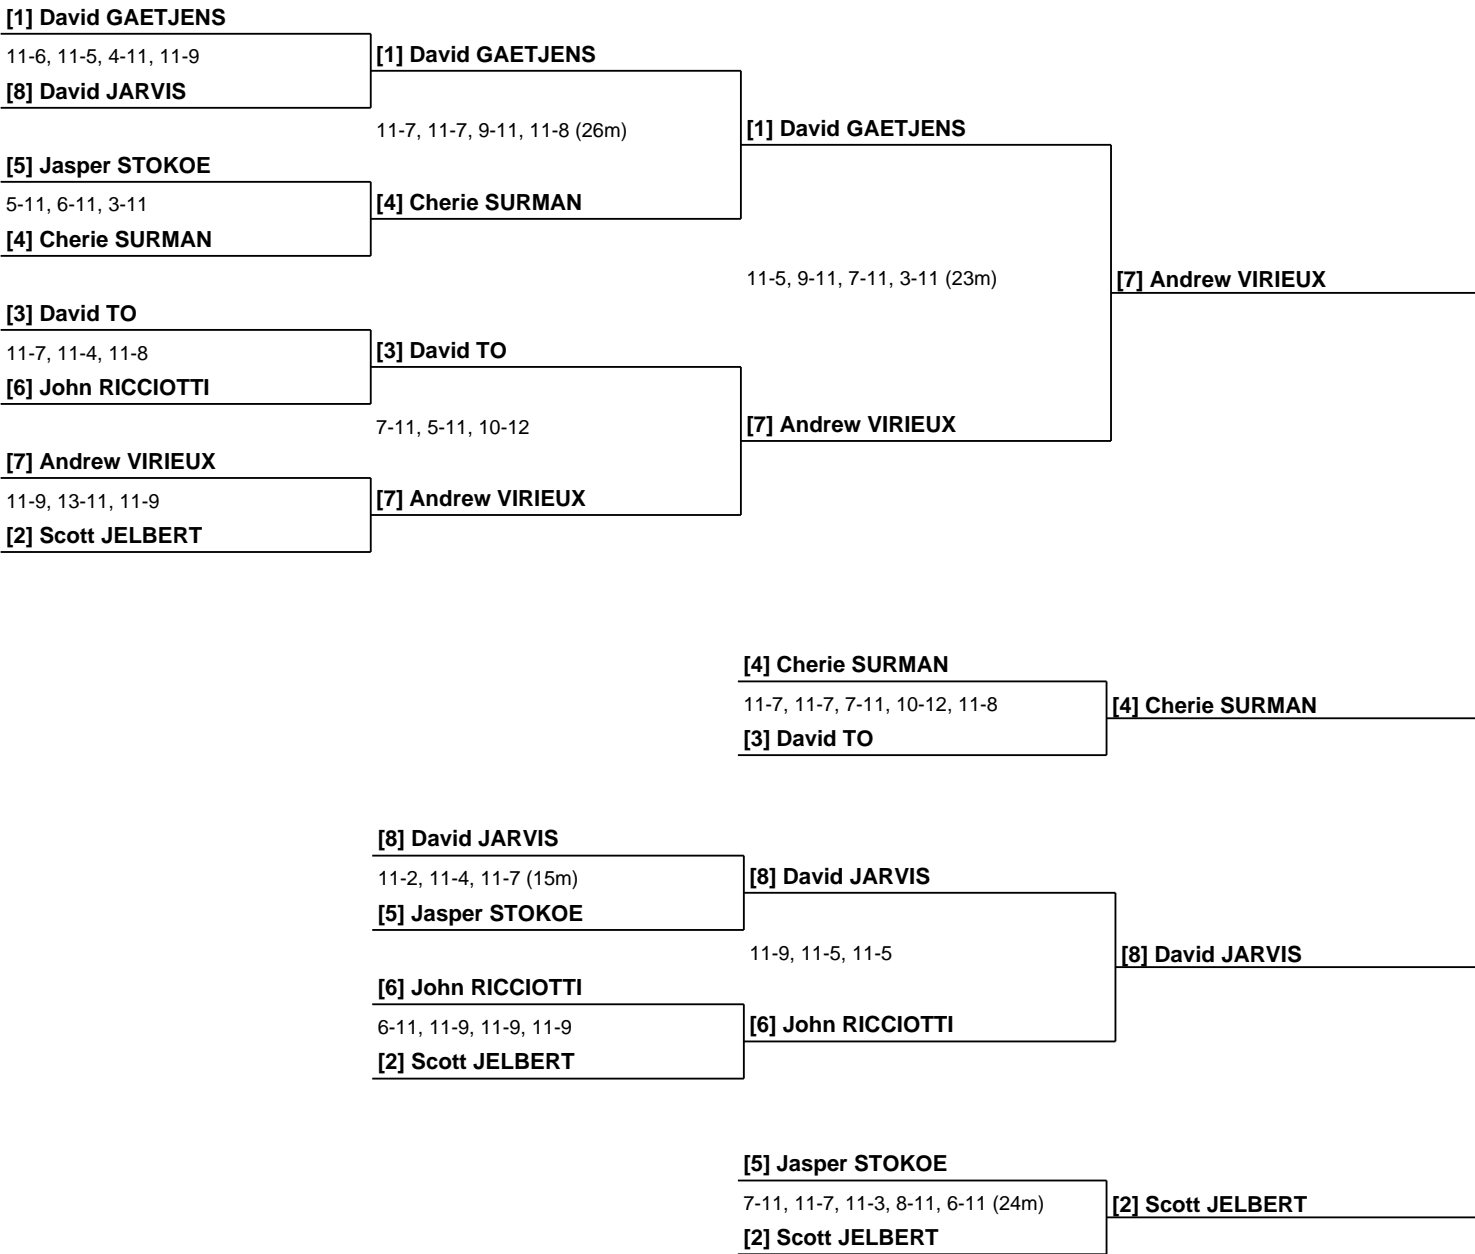 [1] David GAETJENS
11-6, 11-5, 4-11, 11-9
[1] David GAETJENS
[8] David JARVIS
11-7, 11-7, 9-11, 11-8 (26m)
[1] David GAETJENS
[5] Jasper STOKOE
5-11, 6-11, 3-11
[4] Cherie SURMAN
[4] Cherie SURMAN
11-5, 9-11, 7-11, 3-11 (23m)
[7] Andrew VIRIEUX
[3] David TO
11-7, 11-4, 11-8
[3] David TO
[6] John RICCIOTTI
7-11, 5-11, 10-12
[7] Andrew VIRIEUX
[7] Andrew VIRIEUX
11-9, 13-11, 11-9
[7] Andrew VIRIEUX
[2] Scott JELBERT
[4] Cherie SURMAN
11-7, 11-7, 7-11, 10-12, 11-8
[4] Cherie SURMAN
[3] David TO
[8] David JARVIS
11-2, 11-4, 11-7 (15m)
[8] David JARVIS
[5] Jasper STOKOE
11-9, 11-5, 11-5
[8] David JARVIS
[6] John RICCIOTTI
6-11, 11-9, 11-9, 11-9
[6] John RICCIOTTI
[2] Scott JELBERT
[5] Jasper STOKOE
7-11, 11-7, 11-3, 8-11, 6-11 (24m)
[2] Scott JELBERT
[2] Scott JELBERT